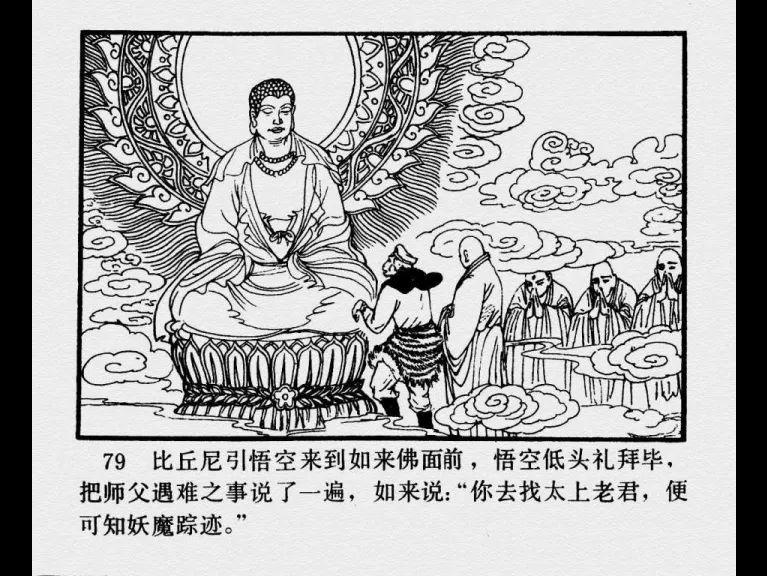 79 比丘尼引悟空来到如来佛面前，悟空低头礼拜毕，
把师父遇难之事说了一遍，如来说：“你去找太上老君，便
可知妖魔踪迹。”